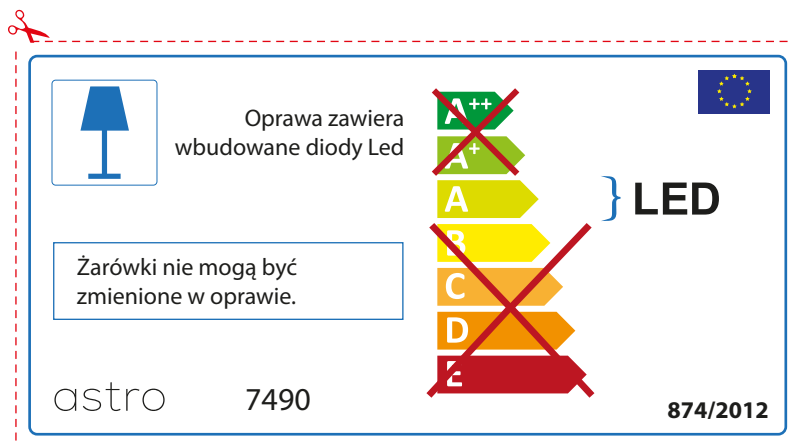 Oprawa zawiera
wbudowane diody Led
A++
A+
A
LED
B
Żarówki nie mogą być
zmienione w oprawie.
C
D
E
astro
7490
874/2012